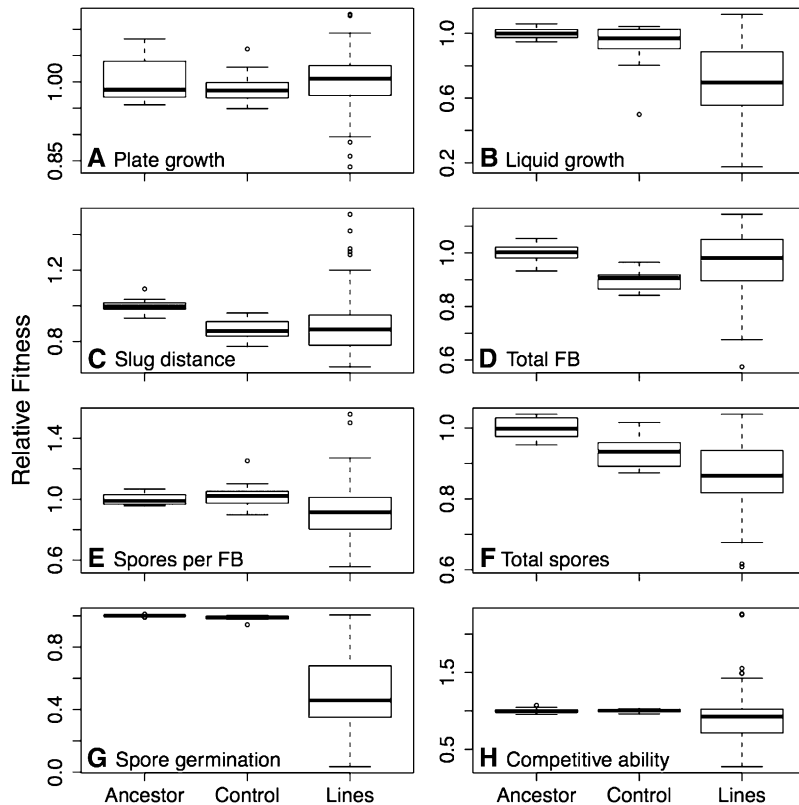 A Plate growth
0.85 1.00
B Liquid growth
0.2 0.6 1.0
C Slug distance
0.8 1.2
D Total FB
0.6 0.8 1.0
E Spores per FB
0.6 1.0 1.4
F Total spores
0.6 0.8 1.0
G Spore germination
0.0 0.4 0.8
H Competitive ability
0.5 1.5
Relative Fitness
Ancestor Control Lines
Ancestor Control Lines